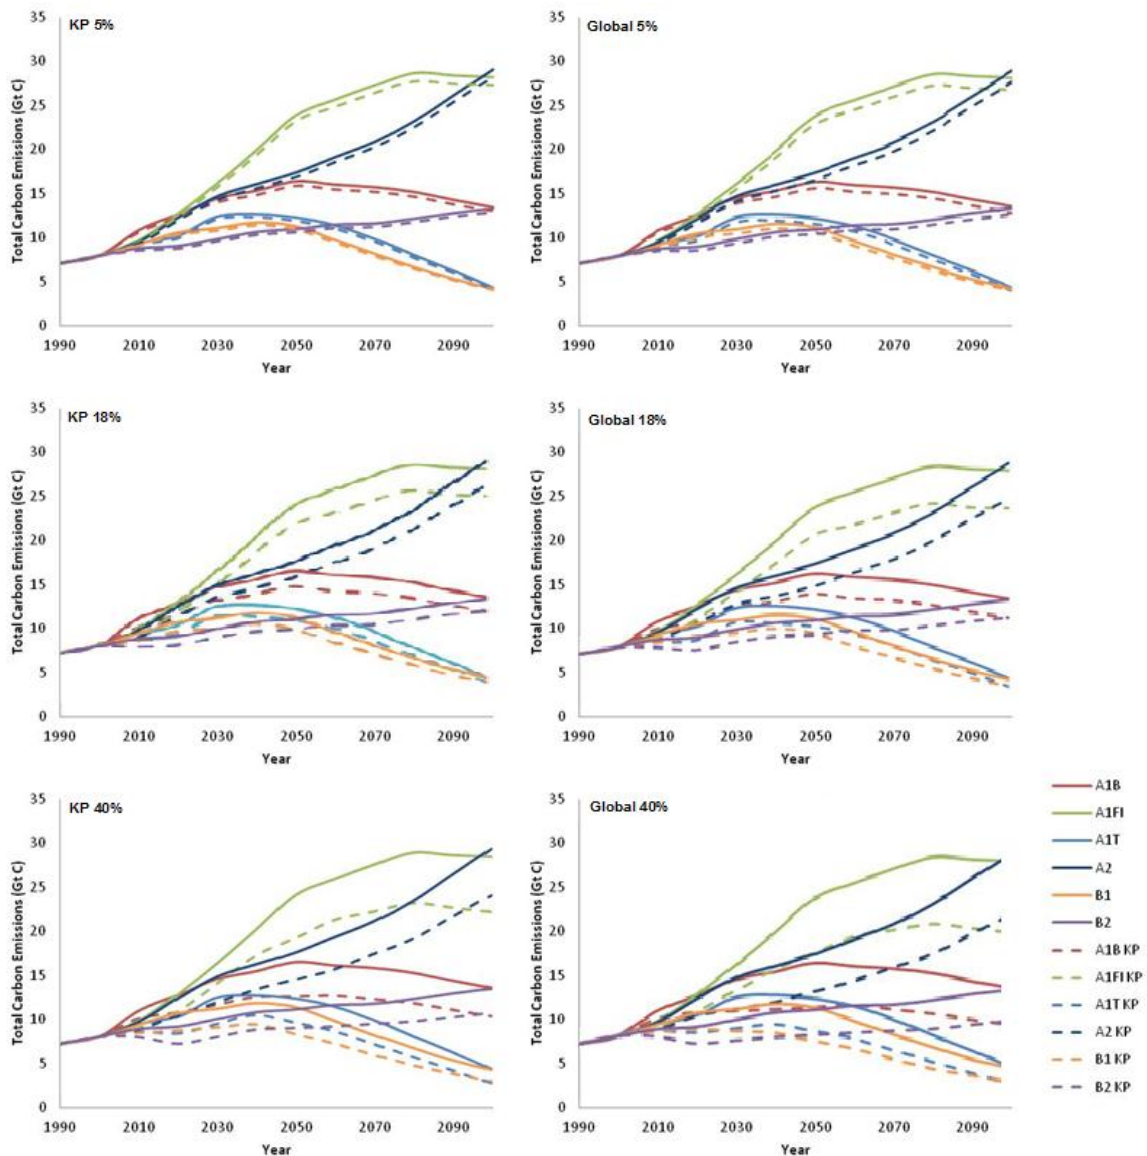 KP 5%
Total Carbon Emissions (Gt C)
35
30
25
20
15
10
5
0
1990 2010 2030 2050 2070 2090
Year
Global 5%
Total Carbon Emissions (Gt C)
35
30
25
20
15
10
5
0
1990 2010 2030 2050 2070 2090
Year
KP 18%
Total Carbon Emissions (Gt C)
35
30
25
20
15
10
5
0
1990 2010 2030 2050 2070 2090
Year
Global 18%
Total Carbon Emissions (Gt C)
35
30
25
20
15
10
5
0
1990 2010 2030 2050 2070 2090
Year
KP 40%
Total Carbon Emissions (Gt C)
35
30
25
20
15
10
5
0
1990 2010 2030 2050 2070 2090
Year
Global 40%
Total Carbon Emissions (Gt C)
35
30
25
20
15
10
5
0
1990 2010 2030 2050 2070 2090
Year
A1B
A1FI
A1T
A2
B1
B2
A1B KP
A1FI KP
A1T KP
A2 KP
B1 KP
B2 KP